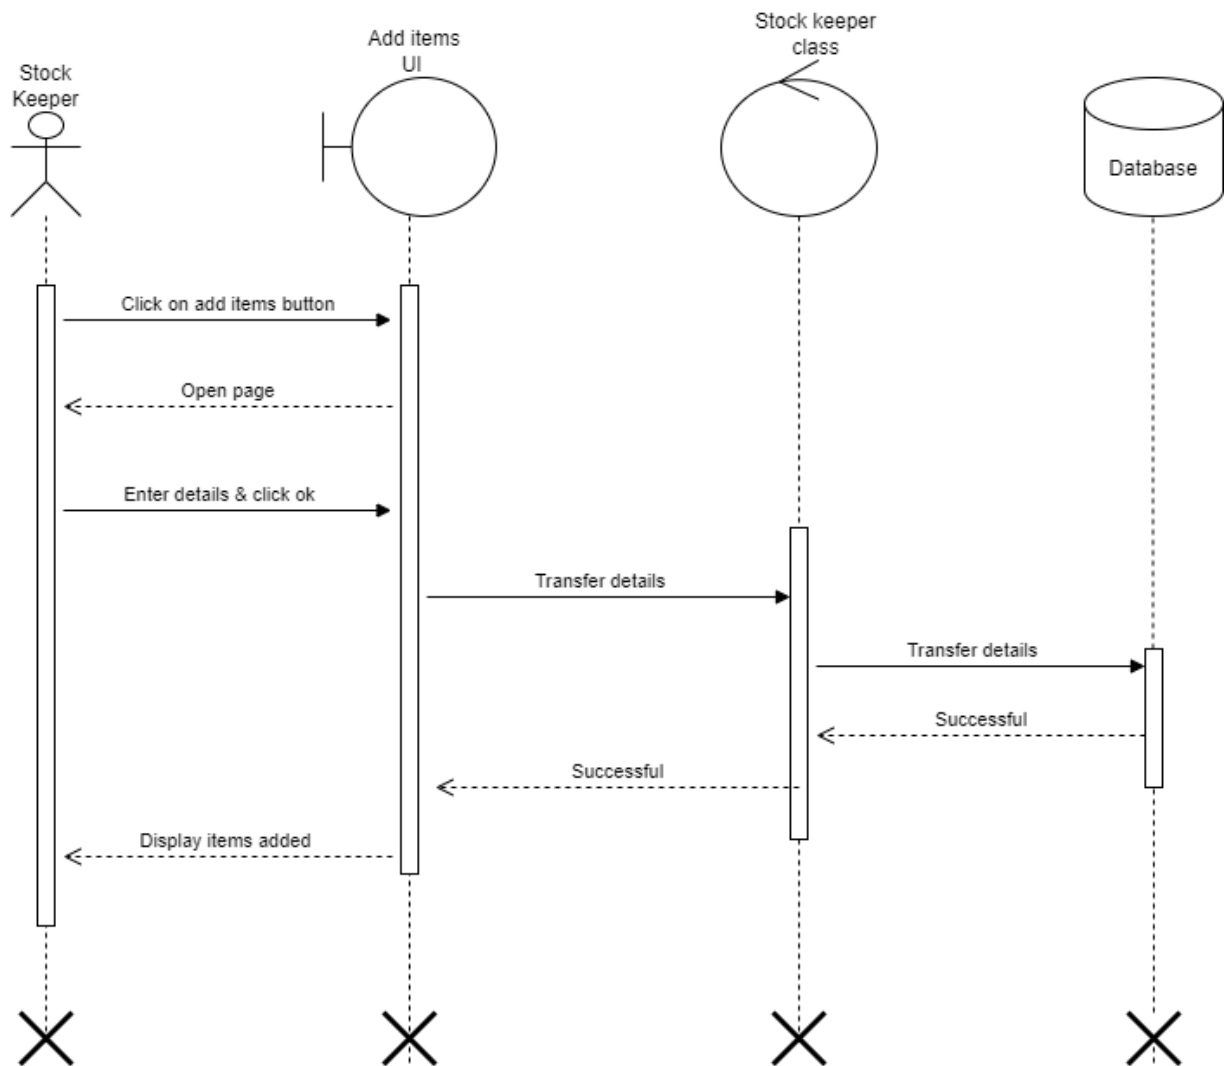 Stock keeper
class
Add items
UI
Stock
Keeper
Database
Click on add items button
Open page
Enter details & click ok
Transfer details
Transfer details
Successful
Successful
Display items added